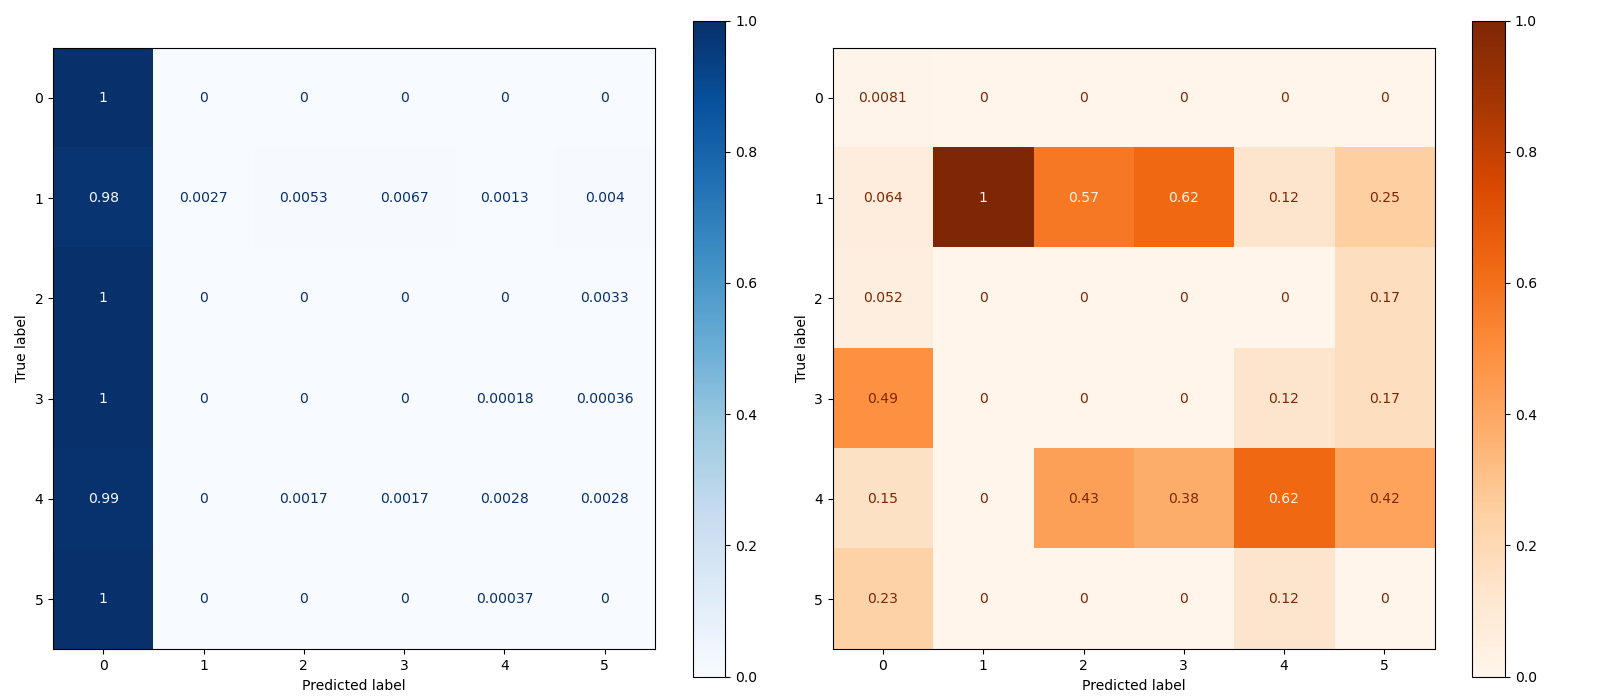 1.0
0.8
0.6
0.4
0.2
0.0
True label
0 1 0 0 0 0 0
1 0.98 0.0027 0.0053 0.0067 0.0013 0.004
2 1 0 0 0 0 0.0033
3 1 0 0 0 0.00018 0.00036
4 0.99 0 0.0017 0.0017 0.0028 0.0028
5 1 0 0 0 0.00037 0
0 1 2 3 4 5
Predicted label
1.0
0.8
0.6
0.4
0.2
0.0
True label
0 0.0081 0 0 0 0 0
1 0.064 1 0.57 0.62 0.12 0.25
2 0.052 0 0 0 0 0.17
3 0.49 0 0 0 0.12 0.17
4 0.15 0 0.43 0.38 0.62 0.42
5 0.23 0 0 0 0.12 0
0 1 2 3 4 5
Predicted label